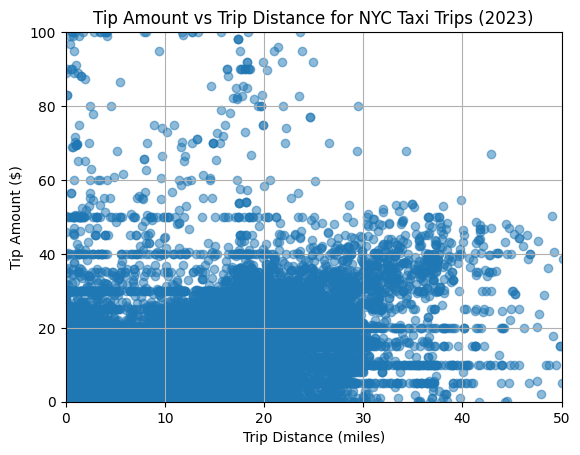 Tip Amount vs Trip Distance for NYC Taxi Trips (2023)
Tip Amount ($)
100
80
60
40
20
0
0 10 20 30 40 50
Trip Distance (miles)